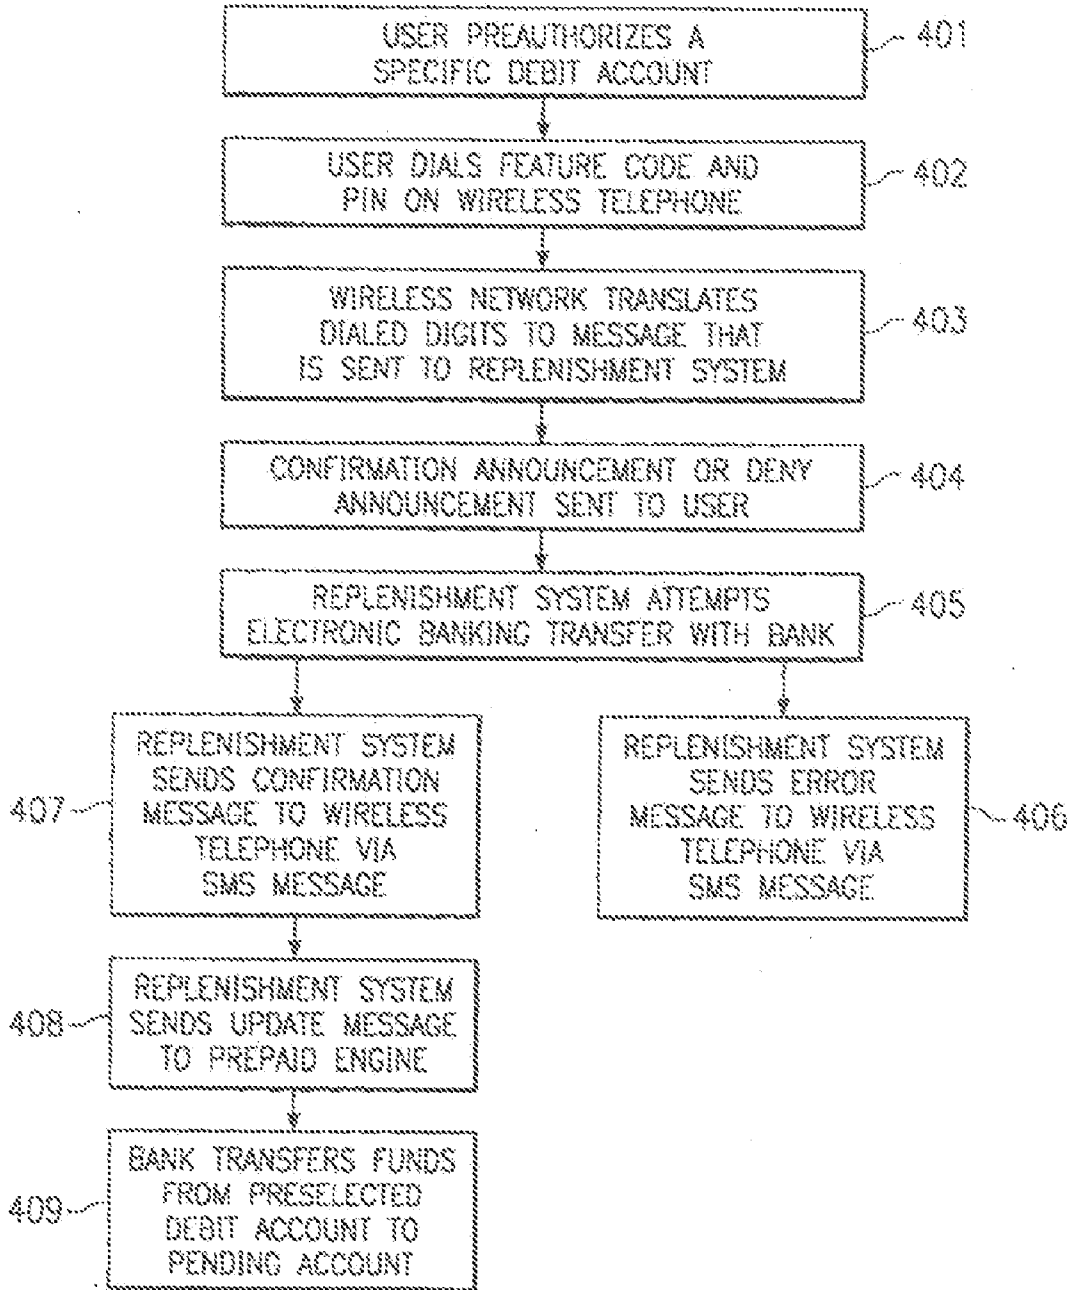 USER PREAUTHORIZES A
SPECIFIC DEBIT ACCOUNT
401
USER DIALS FEATURE CODE AND
PIN ON WIRELESS TELEPHONE
402
WIRELESS NETWORK TRANSLATES
DIALED DIGITS TO MESSAGE THAT
IS SENT TO REPLENISHMENT SYSTEM
403
CONFIRMATION ANNOUNCEMENT OR DENY
ANNOUNCEMENT SENT TO USER
404
REPLENISHMENT SYSTEM ATTEMPTS
ELECTRONIC BANKING TRANSFER WITH BANK
405
REPLENISHMENT SYSTEM
SENDS CONFIRMATION
MESSAGE TO WIRELESS
TELEPHONE VIA
SMS MESSAGE
407
REPLENISHMENT SYSTEM
SENDS ERROR
MESSAGE TO WIRELESS
TELEPHONE VIA
SMS MESSAGE
406
REPLENISHMENT SYSTEM
SENDS UPDATE MESSAGE
TO PREPAID ENGINE
408
BANK TRANSFERS FUNDS
FROM PRESELECTED
DEBIT ACCOUNT TO
PENDING ACCOUNT
409